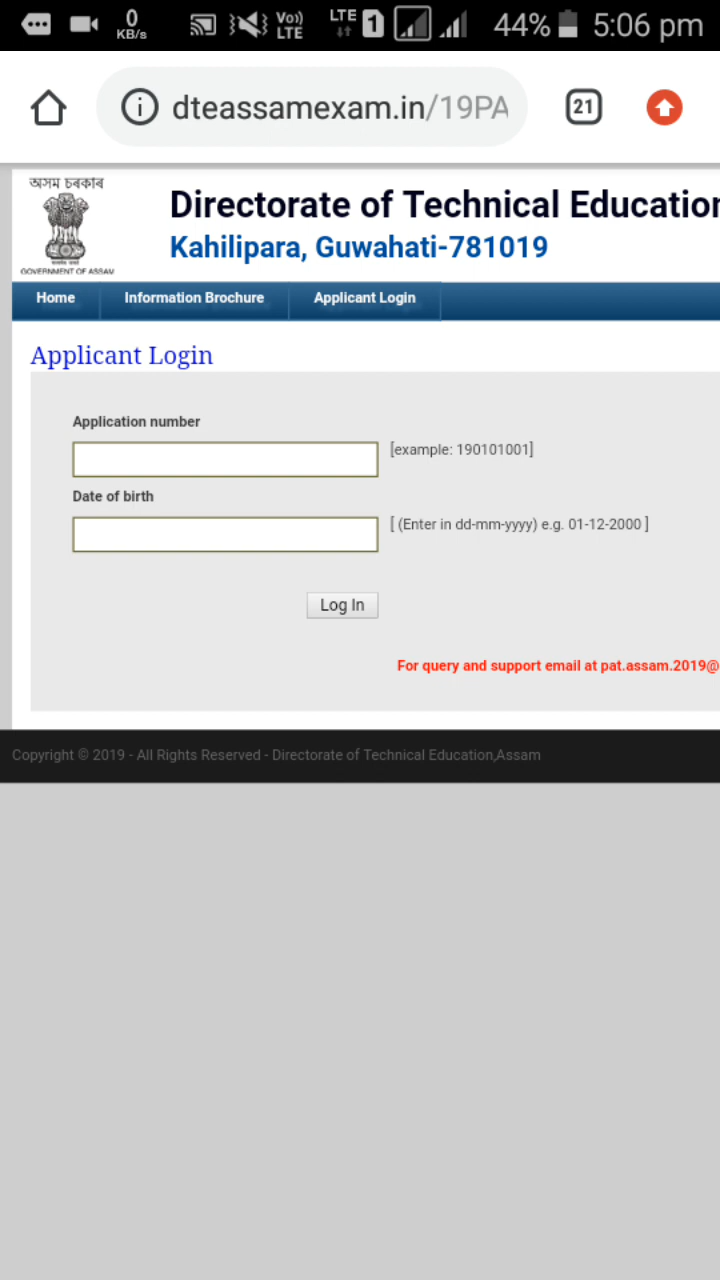 0
KB/s
Vo))
LTE
LTE
1
44%
5:06 pm
dteassamexam.in/19PA
21
অসম চৰকাৰ
GOVERNMENT OF ASSAM
Directorate of Technical Education
Kahilipara, Guwahati-781019
Home
Information Brochure
Applicant Login
Applicant Login
Application number
[example: 190101001]
Date of birth
[ (Enter in dd-mm-yyyy) e.g. 01-12-2000 ]
Log In
For query and support email at pat.assam.2019@
Copyright © 2019 - All Rights Reserved - Directorate of Technical Education,Assam